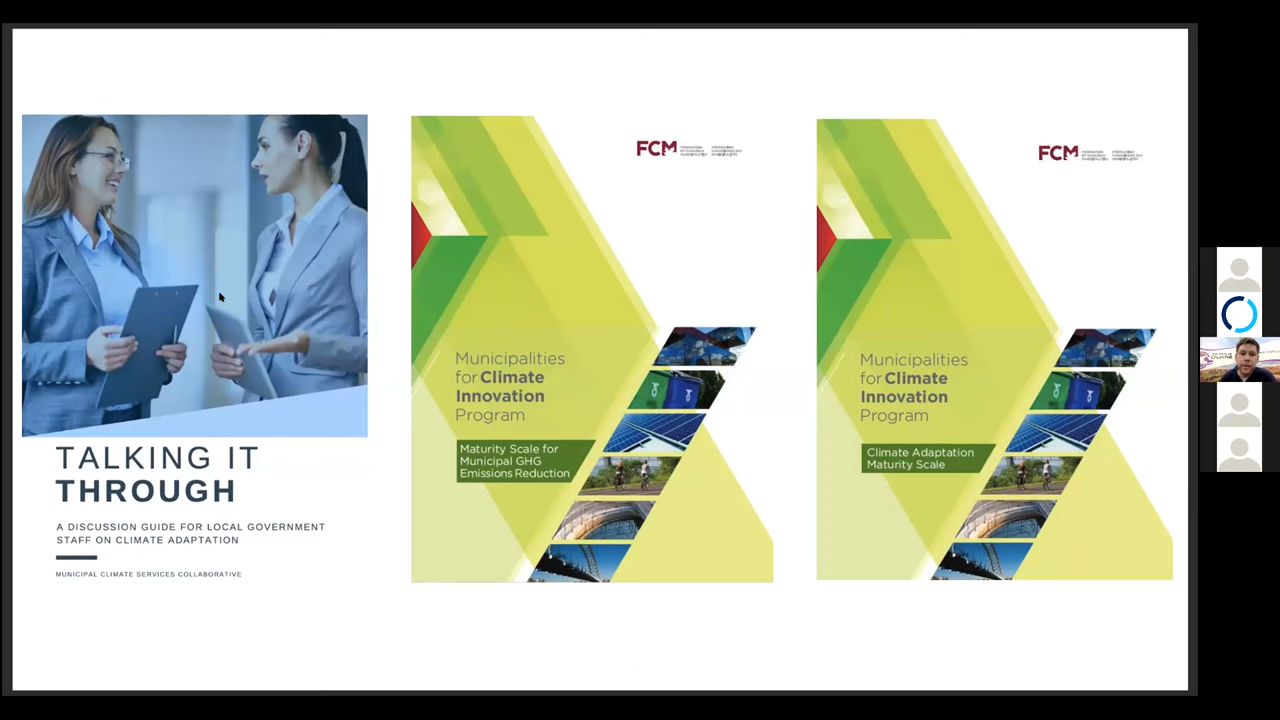 TALKING IT
THROUGH
A DISCUSSION GUIDE FOR LOCAL GOVERNMENT
STAFF ON CLIMATE ADAPTATION
MUNICIPAL CLIMATE SERVICES COLLABORATIVE
FCM
Municipalities
for Climate
Innovation
Program
Maturity Scale for
Municipal GHG
Emissions Reduction
FCM
Municipalities
for Climate
Innovation
Program
Climate Adaptation
Maturity Scale
Churchill